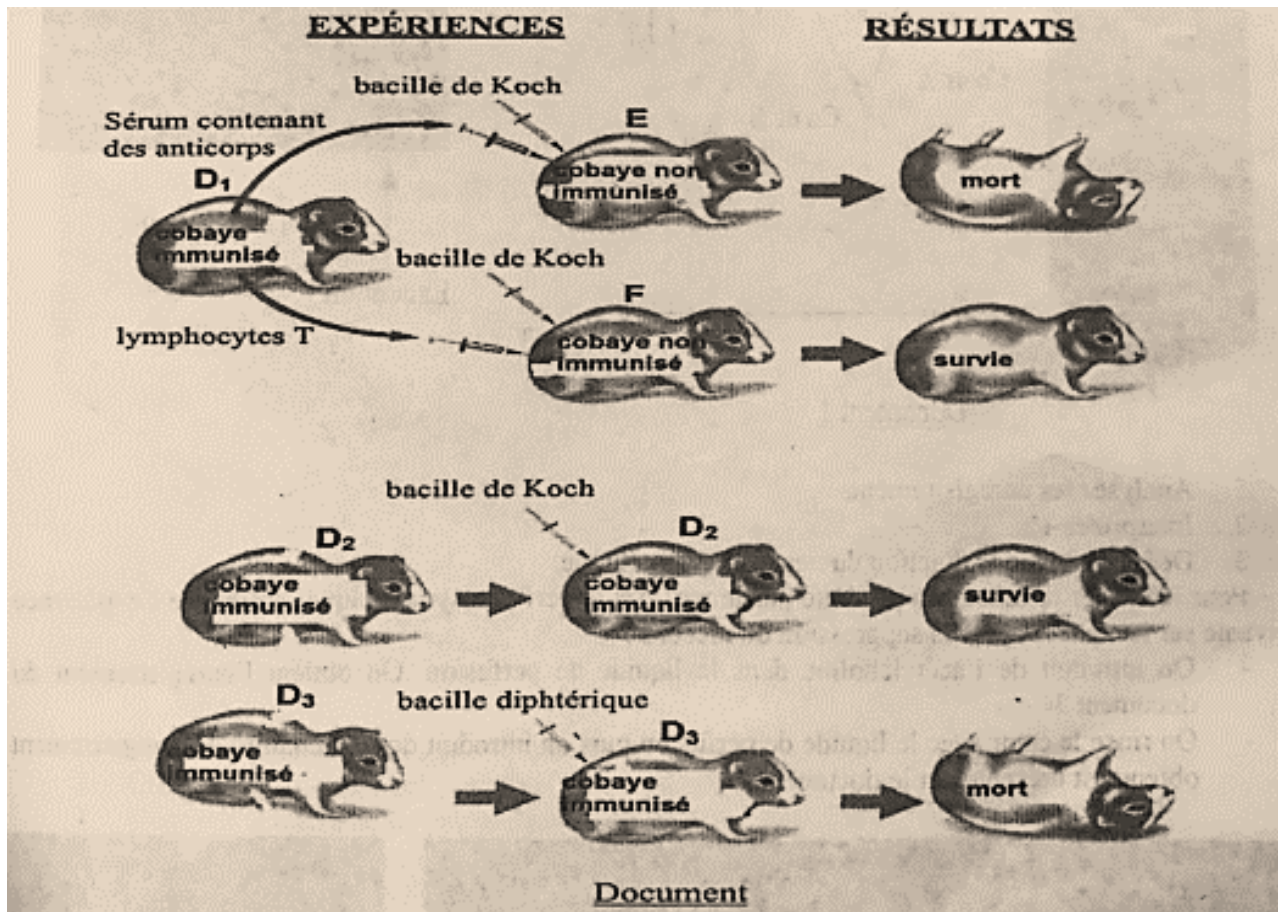 EXPÉRIENCES
RÉSULTATS
bacille de Koch
Sérum contenant
des anticorps
E
D₁
cobaye non
immunisé
mort
cobaye
immunisé
bacille de Koch
F
lymphocytes T
cobaye non
immunisé
survie
bacille de Koch
D₂
D₂
cobaye
immunisé
cobaye
immunisé
survie
D₃
bacille diphtérique
D₃
cobaye
immunisé
cobaye
immunisé
mort
Document